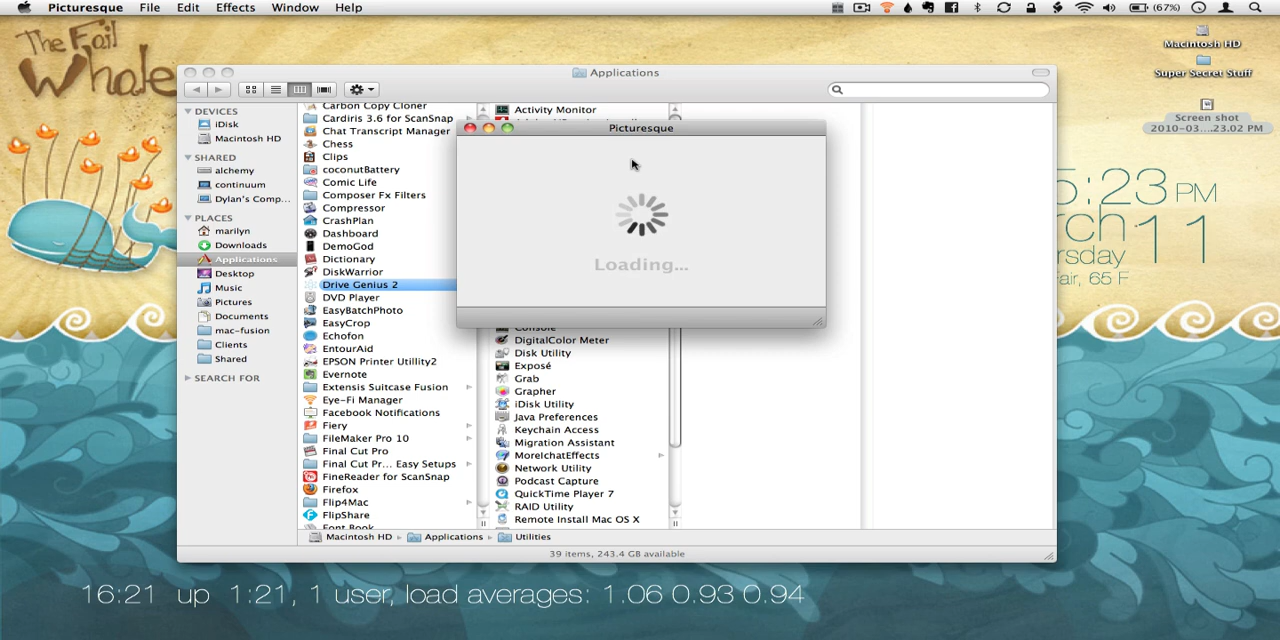 Picturesque File Edit Effects Window Help (67%)
The Fail
Whale
Macintosh HD
Super Secret Stuff
Screen shot
2010-03....23.02 PM
5:23 PM
rch 11
rsday
air, 65 F
Applications
DEVICES
iDisk
Macintosh HD
SHARED
alchemy
continuum
Dylan's Comp...
PLACES
marilyn
Downloads
Applications
Desktop
Music
Pictures
Documents
mac-fusion
Clients
Shared
SEARCH FOR
Carbon Copy Cloner
Cardiris 3.6 for ScanSnap
Chat Transcript Manager
Chess
Clips
coconutBattery
Comic Life
Composer Fx Filters
Compressor
CrashPlan
Dashboard
DemoGod
Dictionary
DiskWarrior
Drive Genius 2
DVD Player
EasyBatchPhoto
EasyCrop
Echofon
EntourAid
EPSON Printer Utillity2
Evernote
Extensis Suitcase Fusion
Eye-Fi Manager
Facebook Notifications
Fiery
FileMaker Pro 10
Final Cut Pro
Final Cut Pr... Easy Setups
FineReader for ScanSnap
Firefox
Flip4Mac
FlipShare
Font Book
Activity Monitor
Picturesque
Loading...
Console
DigitalColor Meter
Disk Utility
Exposé
Grab
Grapher
iDisk Utility
Java Preferences
Keychain Access
Migration Assistant
MoreIchatEffects
Network Utility
Podcast Capture
QuickTime Player 7
RAID Utility
Remote Install Mac OS X
Macintosh HD Applications Utilities
39 items, 243.4 GB available
16:21 up 1:21, 1 user, load averages: 1.06 0.93 0.94